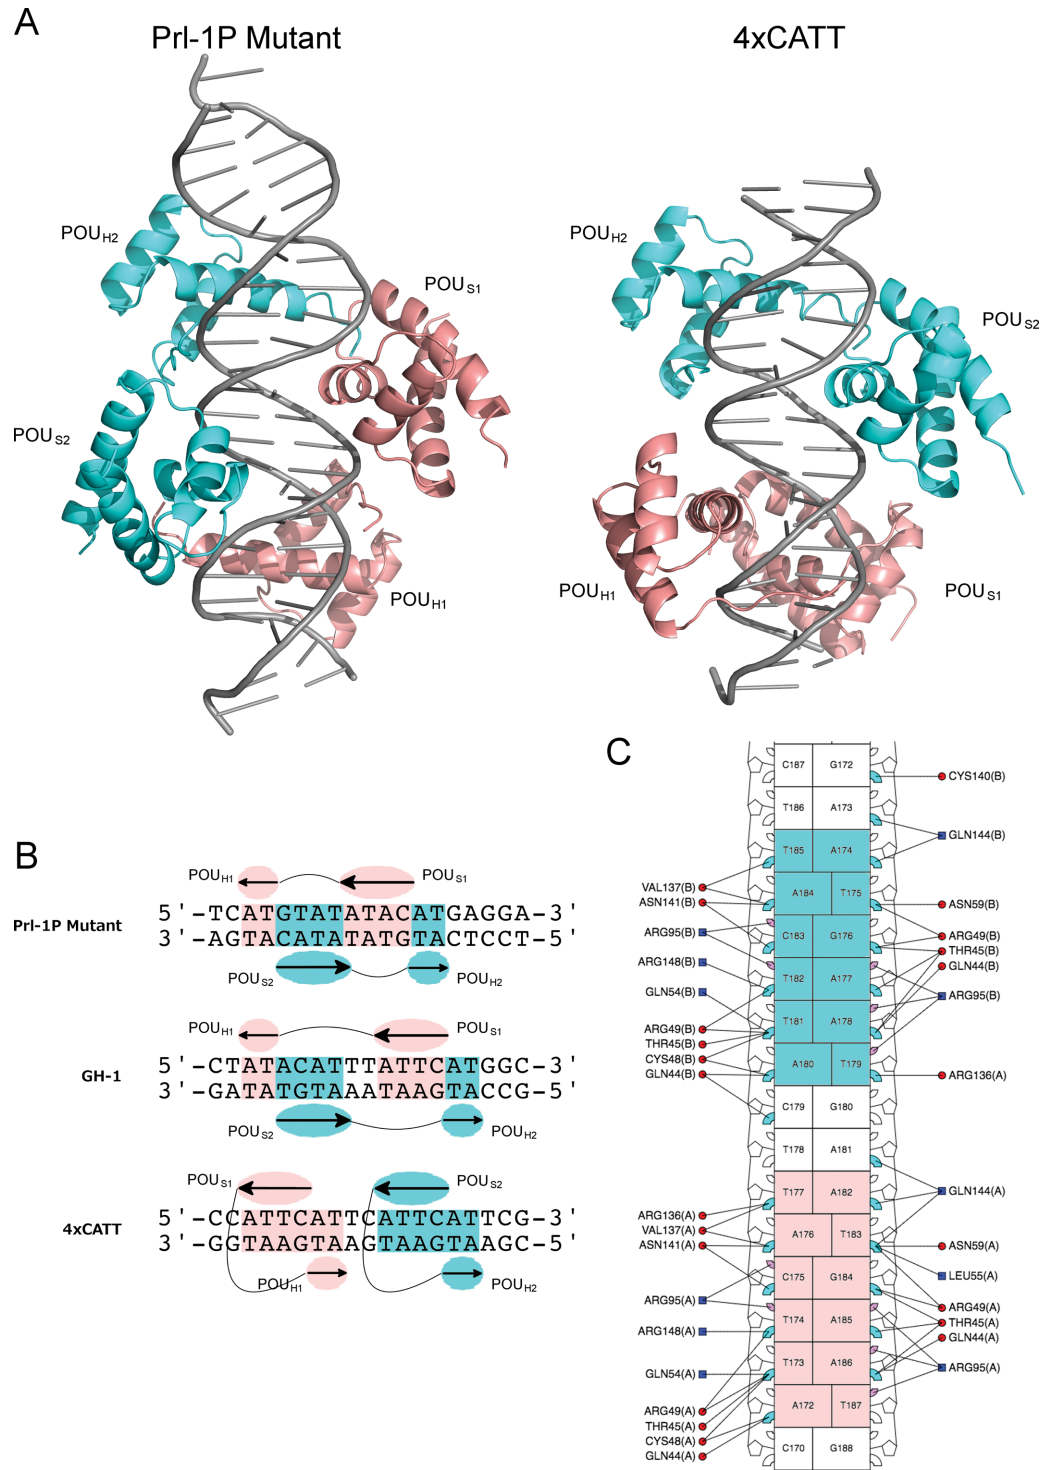 A
Prl-1P Mutant
4xCATT
POUH2
POUS1
POUS2
POUH1
POUH2
POUS2
POUH1
POUS1
B
POUH1
POUS1
Prl-1P Mutant
5'-TCATGTATATACATGAGGA-3'
3'-AGTACATATATGTACTCCT-5'
POUS2
POUH2
POUH1
POUS1
GH-1
5'-CTATACATTTATTCATGGC-3'
3'-GATATGTAAATAAGTACCG-5'
POUS2
POUH2
POUS1
POUS2
4xCATT
5'-CCATTCATTCATTCATTCG-3'
3'-GGTAAGTAAGTAAGTAAGC-5'
POUH1
POUH2
C
C187 G172
CYS140(B)
T186 A173
GLN144(B)
T185 A174
VAL137(B)
A184 T175
ASN141(B)
ASN59(B)
ARG95(B)
C183 G176
ARG49(B)
THR45(B)
ARG148(B)
T182 A177
GLN44(B)
GLN54(B)
ARG95(B)
T181 A178
ARG49(B)
THR45(B)
CYS48(B)
A180 T179
GLN44(B)
ARG136(A)
C179 G180
T178 A181
GLN144(A)
T177 A182
ARG136(A)
VAL137(A)
A176 T183
ASN141(A)
ASN59(A)
C175 G184
LEU55(A)
ARG95(A)
ARG49(A)
T174 A185
THR45(A)
ARG148(A)
GLN44(A)
T173 A186
ARG95(A)
GLN54(A)
A172 T187
ARG49(A)
THR45(A)
CYS48(A)
C170 G188
GLN44(A)